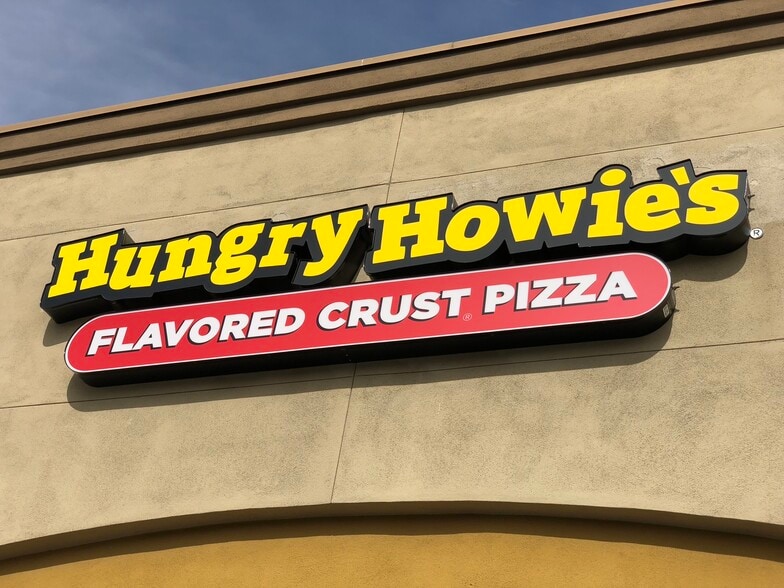 Hungry Howie's ®
FLAVORED CRUST® PIZZA